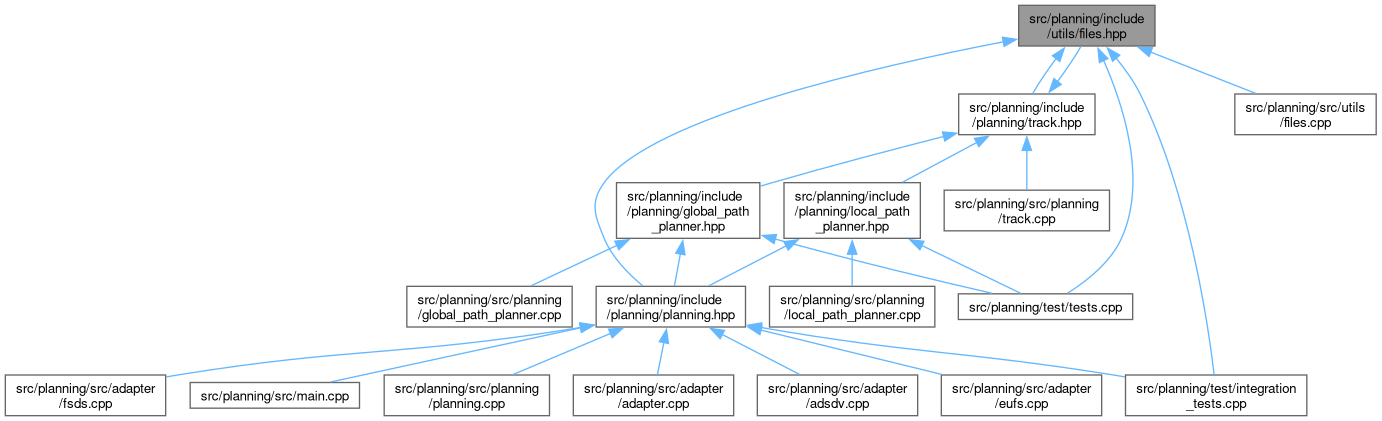 src/planning/include
/utils/files.hpp
src/planning/include
/planning/track.hpp
src/planning/src/utils
/files.cpp
src/planning/include
/planning/global_path
_planner.hpp
src/planning/include
/planning/local_path
_planner.hpp
src/planning/src/planning
/track.cpp
src/planning/src/planning
/global_path_planner.cpp
src/planning/include
/planning/planning.hpp
src/planning/src/planning
/local_path_planner.cpp
src/planning/test/tests.cpp
src/planning/src/adapter
/fsds.cpp
src/planning/src/main.cpp
src/planning/src/planning
/planning.cpp
src/planning/src/adapter
/adapter.cpp
src/planning/src/adapter
/adsdv.cpp
src/planning/src/adapter
/eufs.cpp
src/planning/test/integration
_tests.cpp